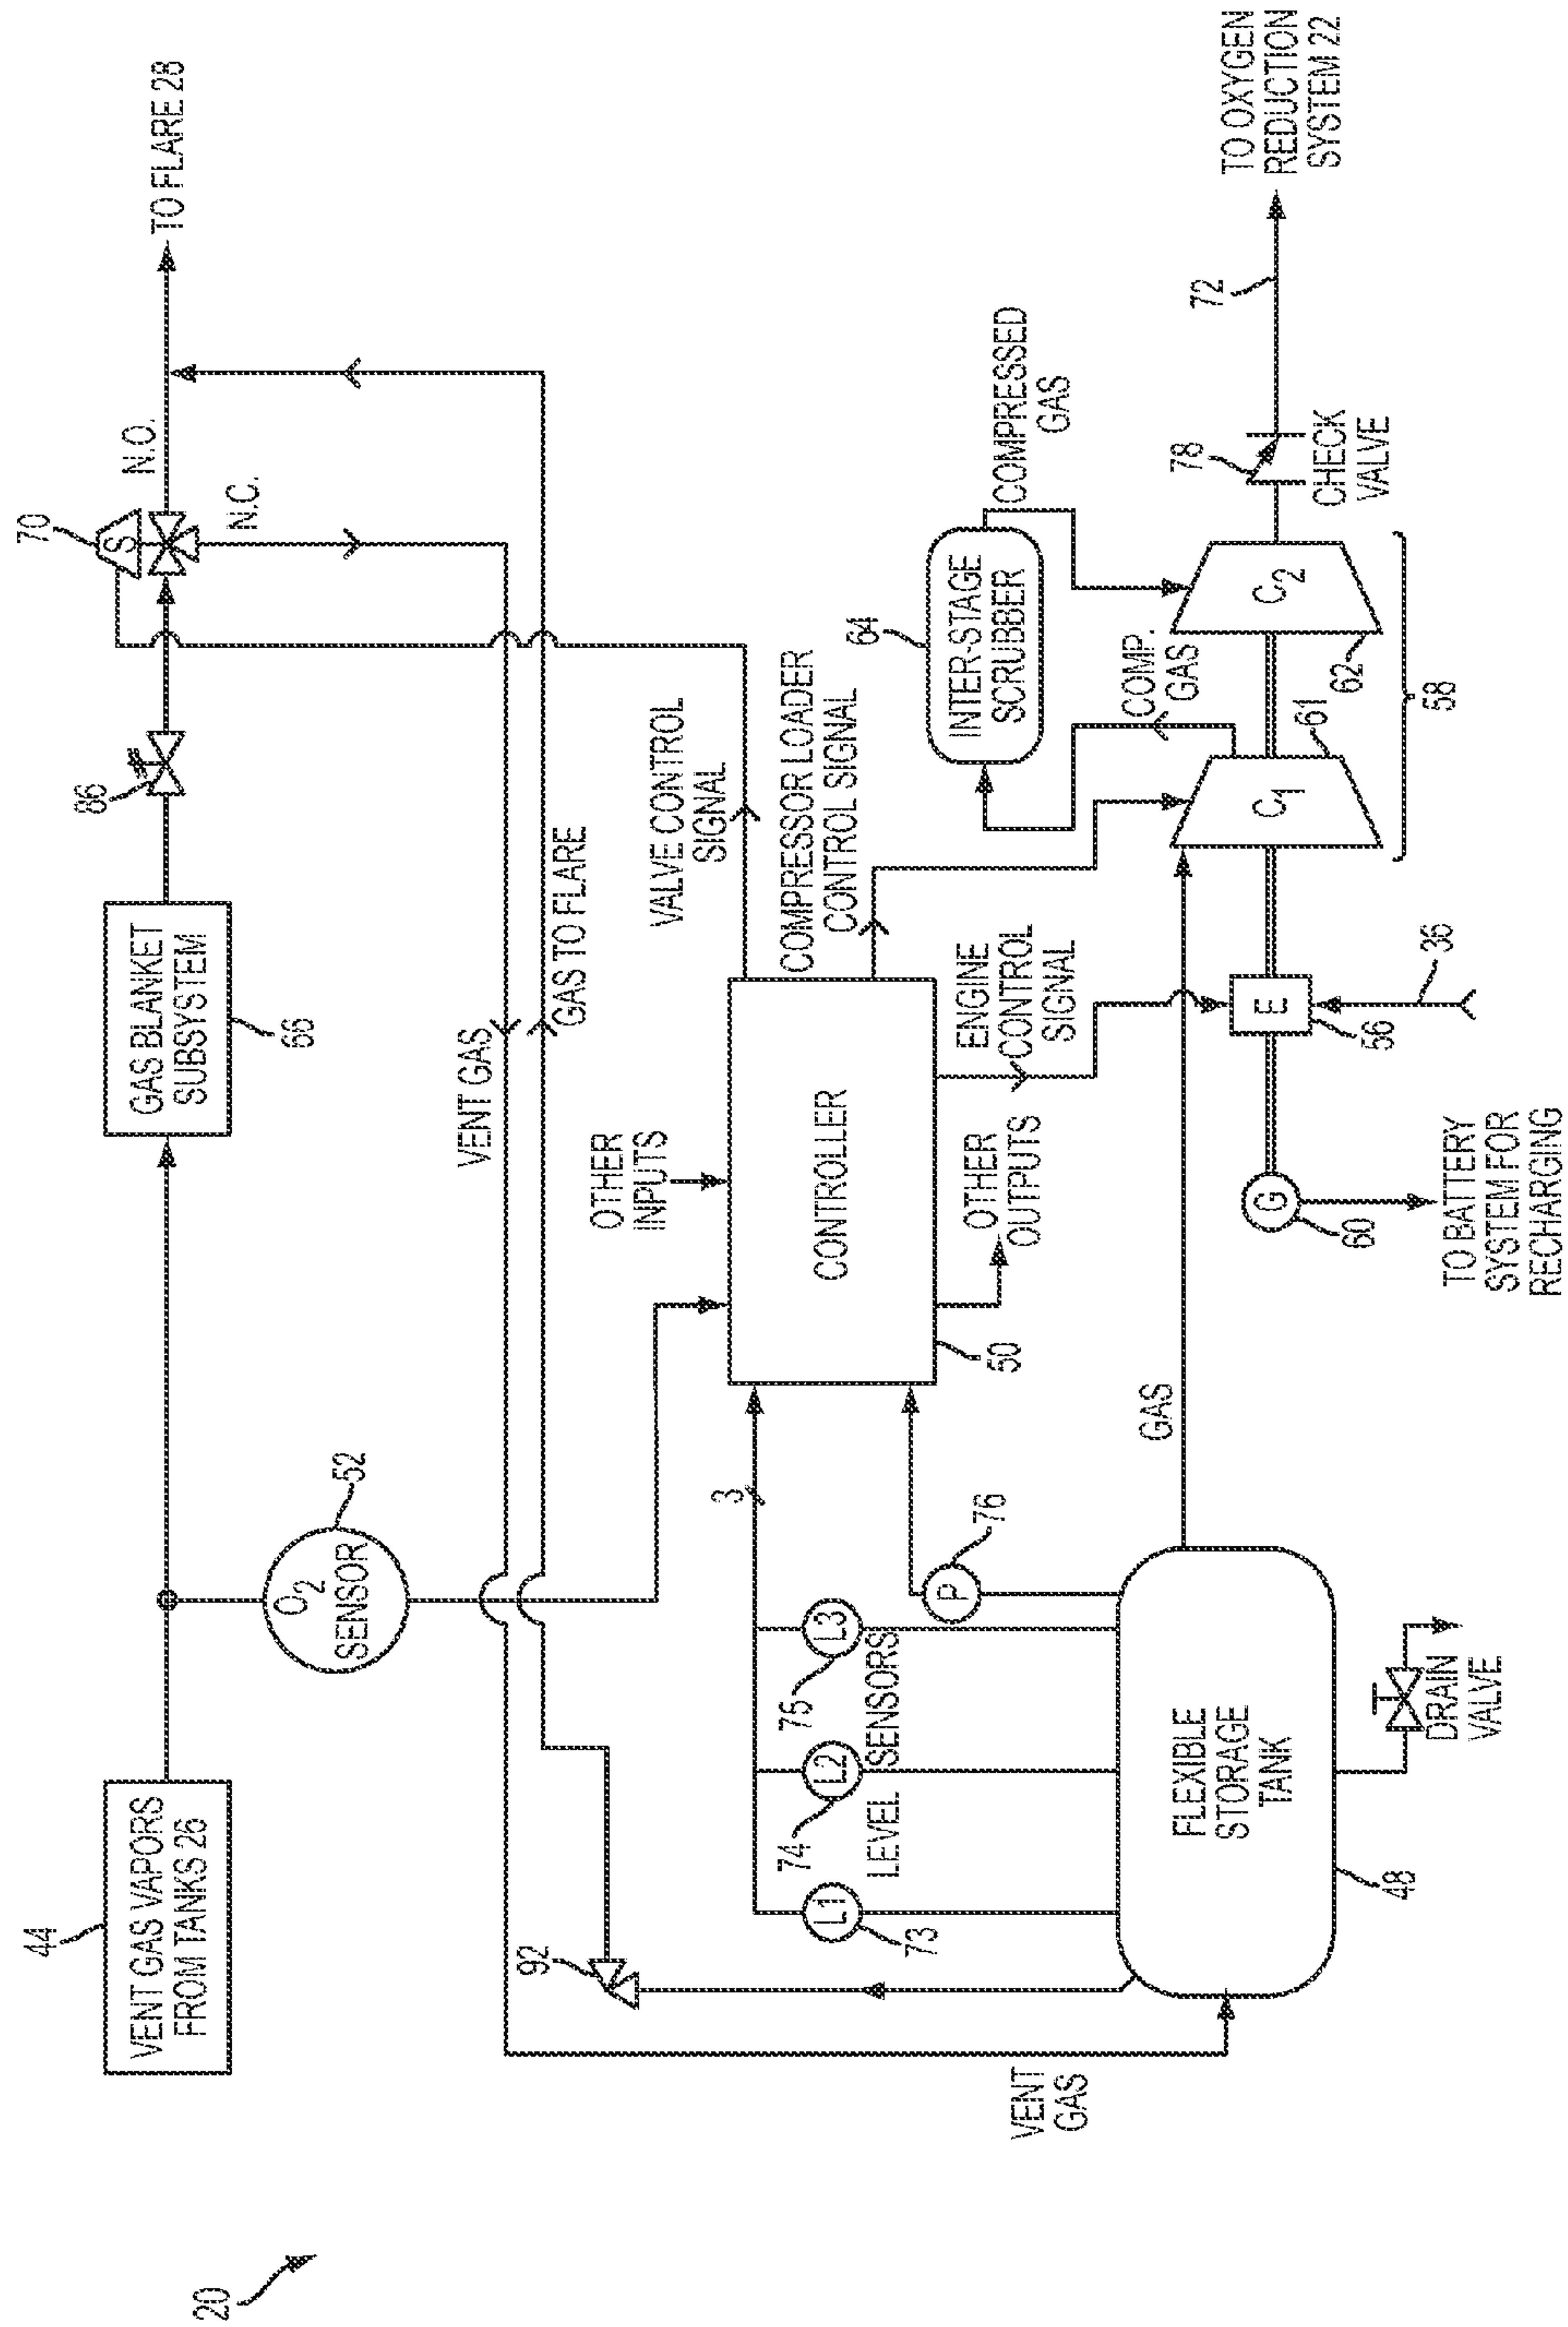 20
44
VENT GAS VAPORS
FROM TANKS 26
O2
SENSOR
52
GAS BLANKET
SUBSYSTEM
66
86
70
S
N.O.
N.C.
TO FLARE 28
VENT GAS
GAS TO FLARE
92
VALVE CONTROL
SIGNAL
OTHER
INPUTS
3
CONTROLLER
50
COMPRESSOR LOADER
CONTROL SIGNAL
ENGINE
CONTROL
SIGNAL
OTHER
OUTPUTS
L1
73
L2
74
L3
75
LEVEL SENSORS
P
76
VENT
GAS
FLEXIBLE
STORAGE
TANK
48
DRAIN
VALVE
GAS
G
60
TO BATTERY
SYSTEM FOR
RECHARGING
E
56
36
C1
61
COMP.
GAS
64
INTER-STAGE
SCRUBBER
COMPRESSED
GAS
C2
62
58
78
CHECK
VALVE
72
TO OXYGEN
REDUCTION
SYSTEM 22